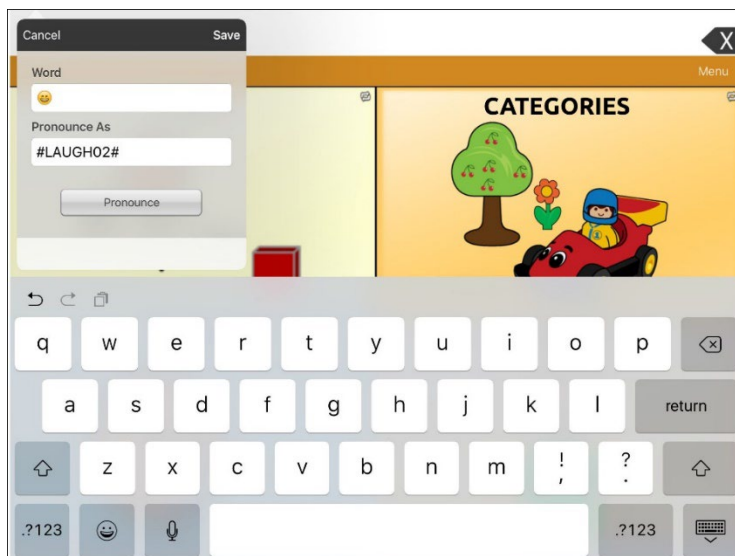 Cancel Save
Word
😀
Pronounce As
#LAUGH02#
Pronounce
X
Menu
CATEGORIES
q w e r t y u i o p
a s d f g h j k l return
z x c v b n m ! , ? .
.?123 .?123